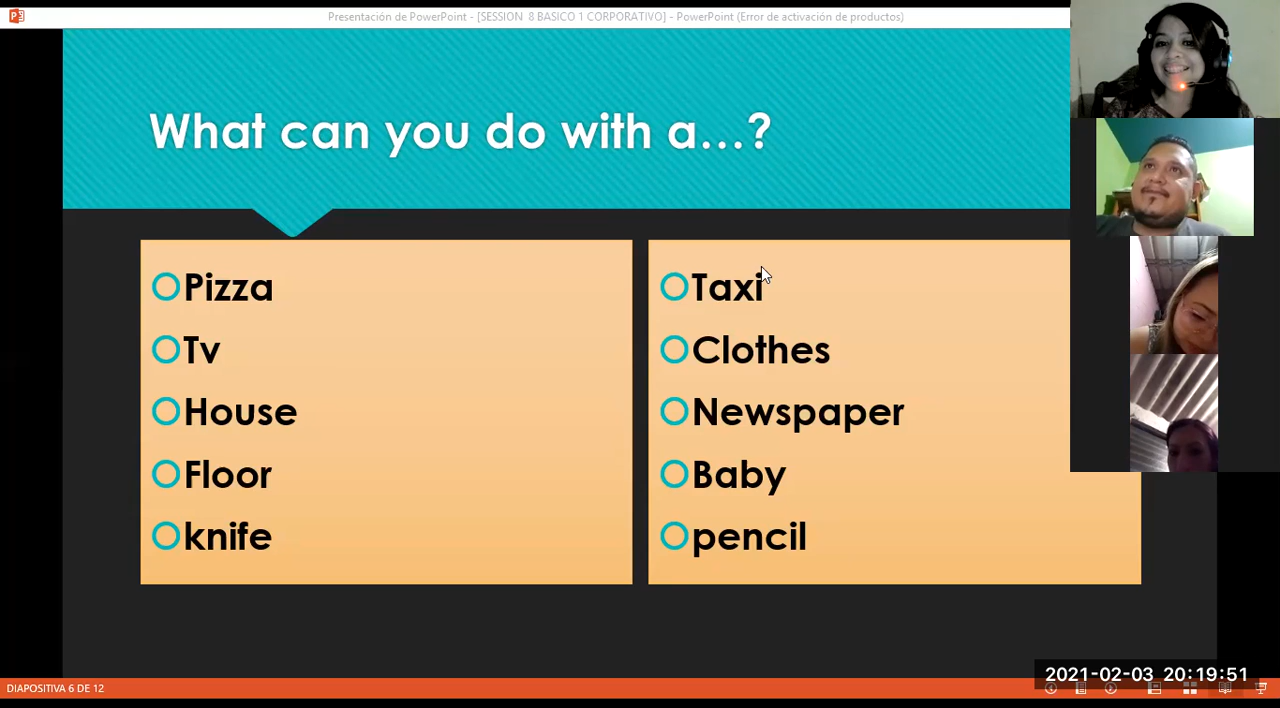 Presentación de PowerPoint - [SESSION 8 BASICO 1 CORPORATIVO] - PowerPoint (Error de activación de productos)
What can you do with a...?
Pizza
Tv
House
Floor
knife
Taxi
Clothes
Newspaper
Baby
pencil
2021-02-03 20:19:51
DIAPOSITIVA 6 DE 12